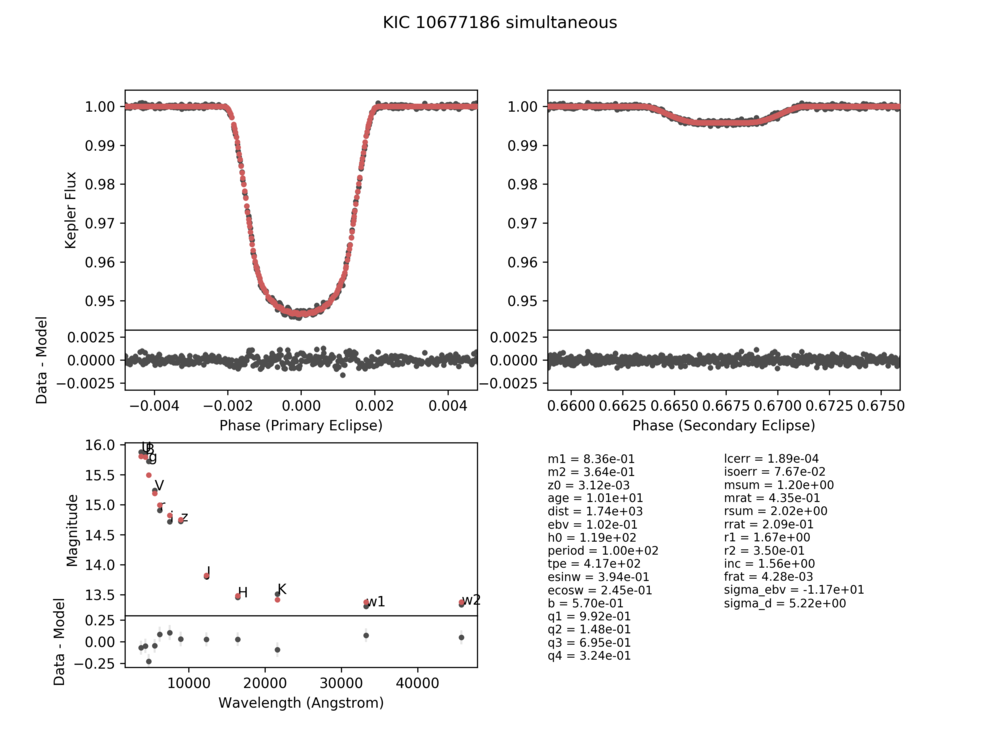 KIC 10677186 simultaneous
Kepler Flux
1.00
0.99
0.98
0.97
0.96
0.95
1.00
0.99
0.98
0.97
0.96
0.95
Data - Model
0.0025
0.0000
−0.0025
0.0025
0.0000
−0.0025
−0.004 −0.002 0.000 0.002 0.004
Phase (Primary Eclipse)
0.6600 0.6625 0.6650 0.6675 0.6700 0.6725 0.6750
Phase (Secondary Eclipse)
Magnitude
16.0
15.5
15.0
14.5
14.0
13.5
U
B
g
V
r
i
z
J
H
K
w1
w2
Data - Model
0.25
0.00
−0.25
10000 20000 30000 40000
Wavelength (Angstrom)
m1 = 8.36e-01
m2 = 3.64e-01
z0 = 3.12e-03
age = 1.01e+01
dist = 1.74e+03
ebv = 1.02e-01
h0 = 1.19e+02
period = 1.00e+02
tpe = 4.17e+02
esinw = 3.94e-01
ecosw = 2.45e-01
b = 5.70e-01
q1 = 9.92e-01
q2 = 1.48e-01
q3 = 6.95e-01
q4 = 3.24e-01
lcerr = 1.89e-04
isoerr = 7.67e-02
msum = 1.20e+00
mrat = 4.35e-01
rsum = 2.02e+00
rrat = 2.09e-01
r1 = 1.67e+00
r2 = 3.50e-01
inc = 1.56e+00
frat = 4.28e-03
sigma_ebv = -1.17e+01
sigma_d = 5.22e+00